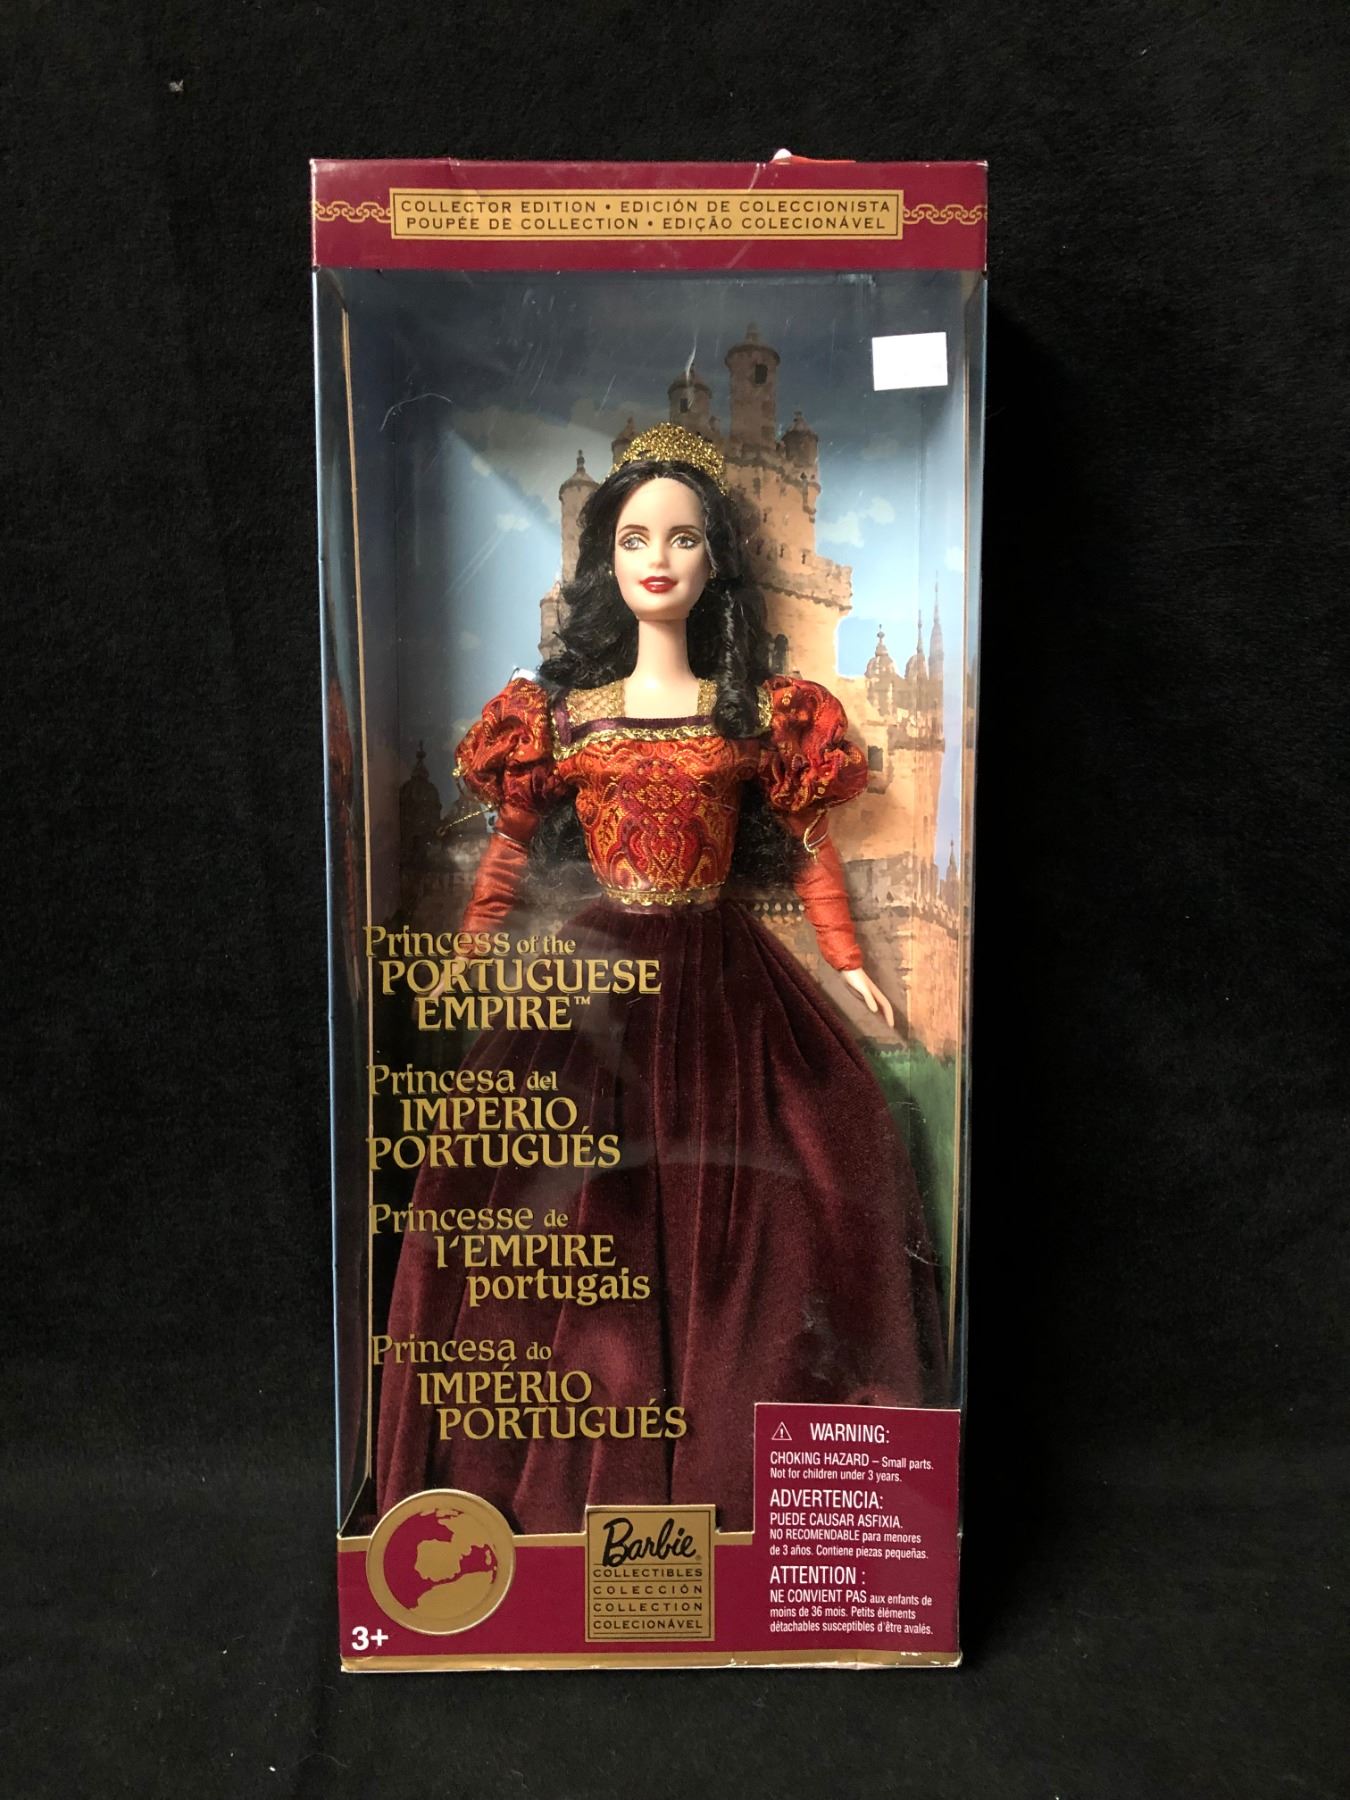 COLLECTOR EDITION • EDICIÓN DE COLECCIONISTA
POUPÉE DE COLLECTION • EDIÇÃO COLECIONÁVEL
Princess of the
PORTUGUESE
EMPIRE™
Princesa del
IMPERIO
PORTUGUÉS
Princesse de
l'EMPIRE
portugais
Princesa do
IMPÉRIO
PORTUGUÉS
3+
Barbie®
COLLECTIBLES
COLECCIÓN
COLLECTION
COLECIONÁVEL
⚠ WARNING:
CHOKING HAZARD – Small parts.
Not for children under 3 years.
ADVERTENCIA:
PUEDE CAUSAR ASFIXIA.
NO RECOMENDABLE para menores
de 3 años. Contiene piezas pequeñas.
ATTENTION :
NE CONVIENT PAS aux enfants de
moins de 36 mois. Petits éléments
détachables susceptibles d'être avalés.